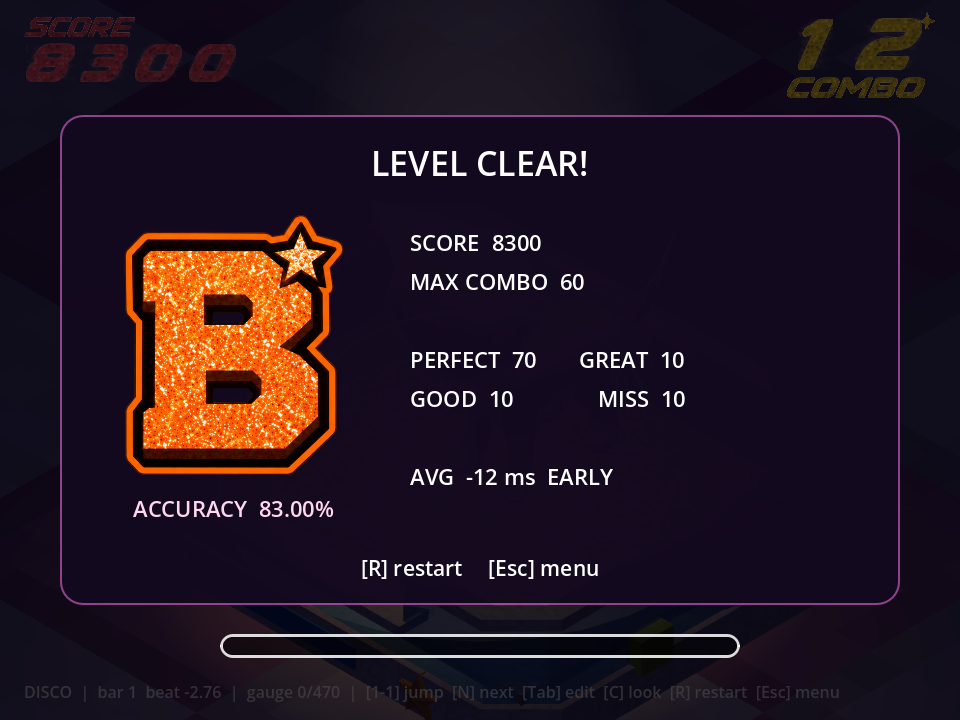 SCORE
8300
12
COMBO
LEVEL CLEAR!
B
SCORE 8300
MAX COMBO 60
PERFECT 70 GREAT 10
GOOD 10 MISS 10
AVG -12 ms EARLY
ACCURACY 83.00%
[R] restart [Esc] menu
DISCO | bar 1 beat -2.76 | gauge 0/470 | [1-1] jump [N] next [Tab] edit [C] look [R] restart [Esc] menu